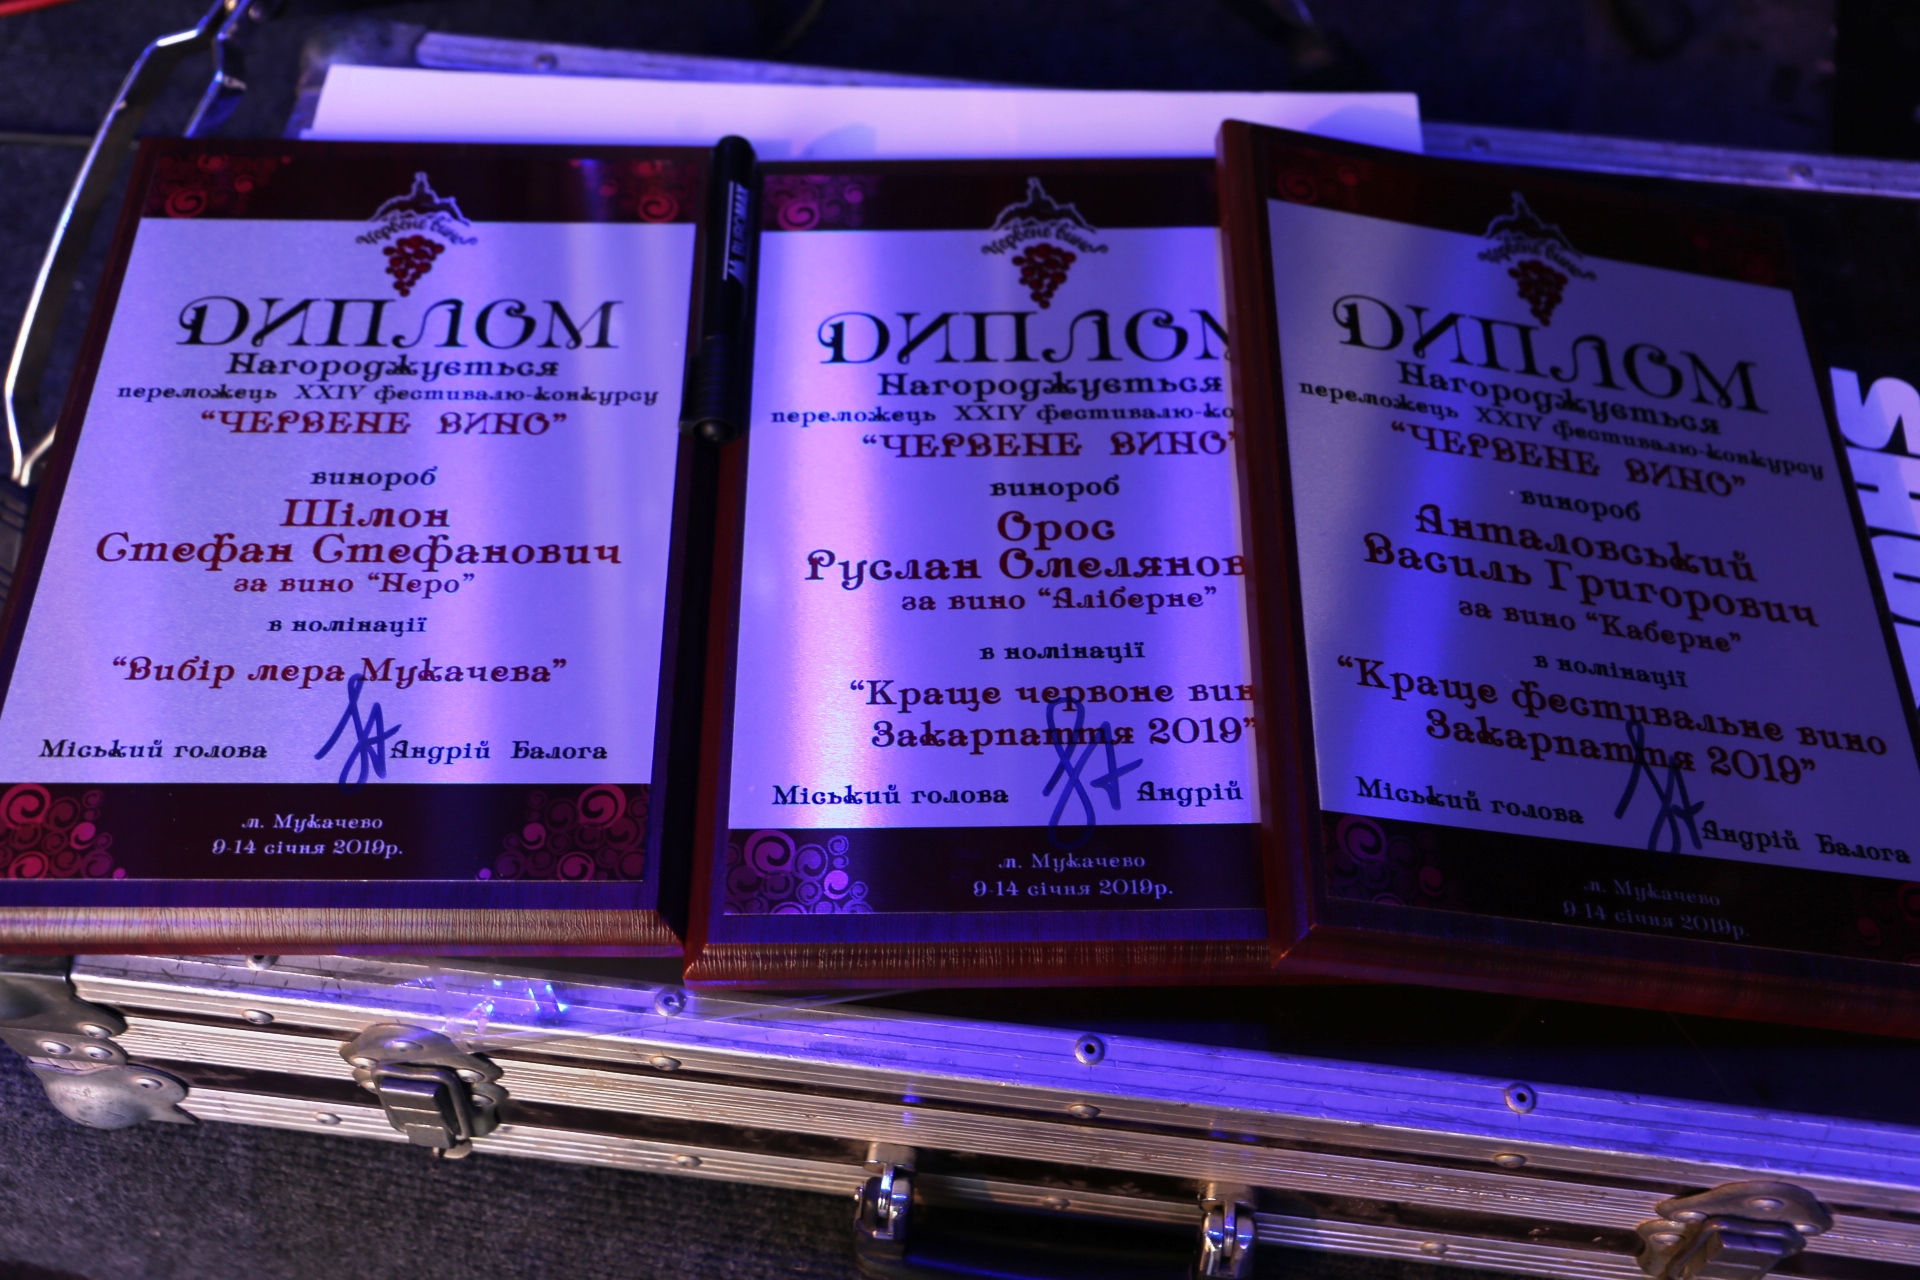 Червене вино
ДИПЛОМ
Нагороджується
переможець XXIV фестивалю-конкурсу
“ЧЕРВЕНЕ ВИНО”
винороб
Шімон
Стефан Стефанович
за вино “Неро”
в номінації
“Вибір мера Мукачева”
Міський голова Андрій Балога
м. Мукачево
9-14 січня 2019р.
BUROMAX
Червене вино
ДИПЛОМ
Нагороджується
переможець XXIV фестивалю-ко
“ЧЕРВЕНЕ ВИНО”
винороб
Орос
Руслан Омелянов
за вино “Аліберне”
в номінації
“Краще червоне вин
Закарпаття 2019”
Міський голова Андрій
м. Мукачево
9-14 січня 2019р.
Червене вино
ДИПЛОМ
Нагороджується
переможець XXIV фестивалю-конкурсу
“ЧЕРВЕНЕ ВИНО”
винороб
Анталовський
Василь Григорович
за вино “Каберне”
в номінації
“Краще фестивальне вино
Закарпаття 2019”
Міський голова Андрій Балога
м. Мукачево
9-14 січня 2019р.